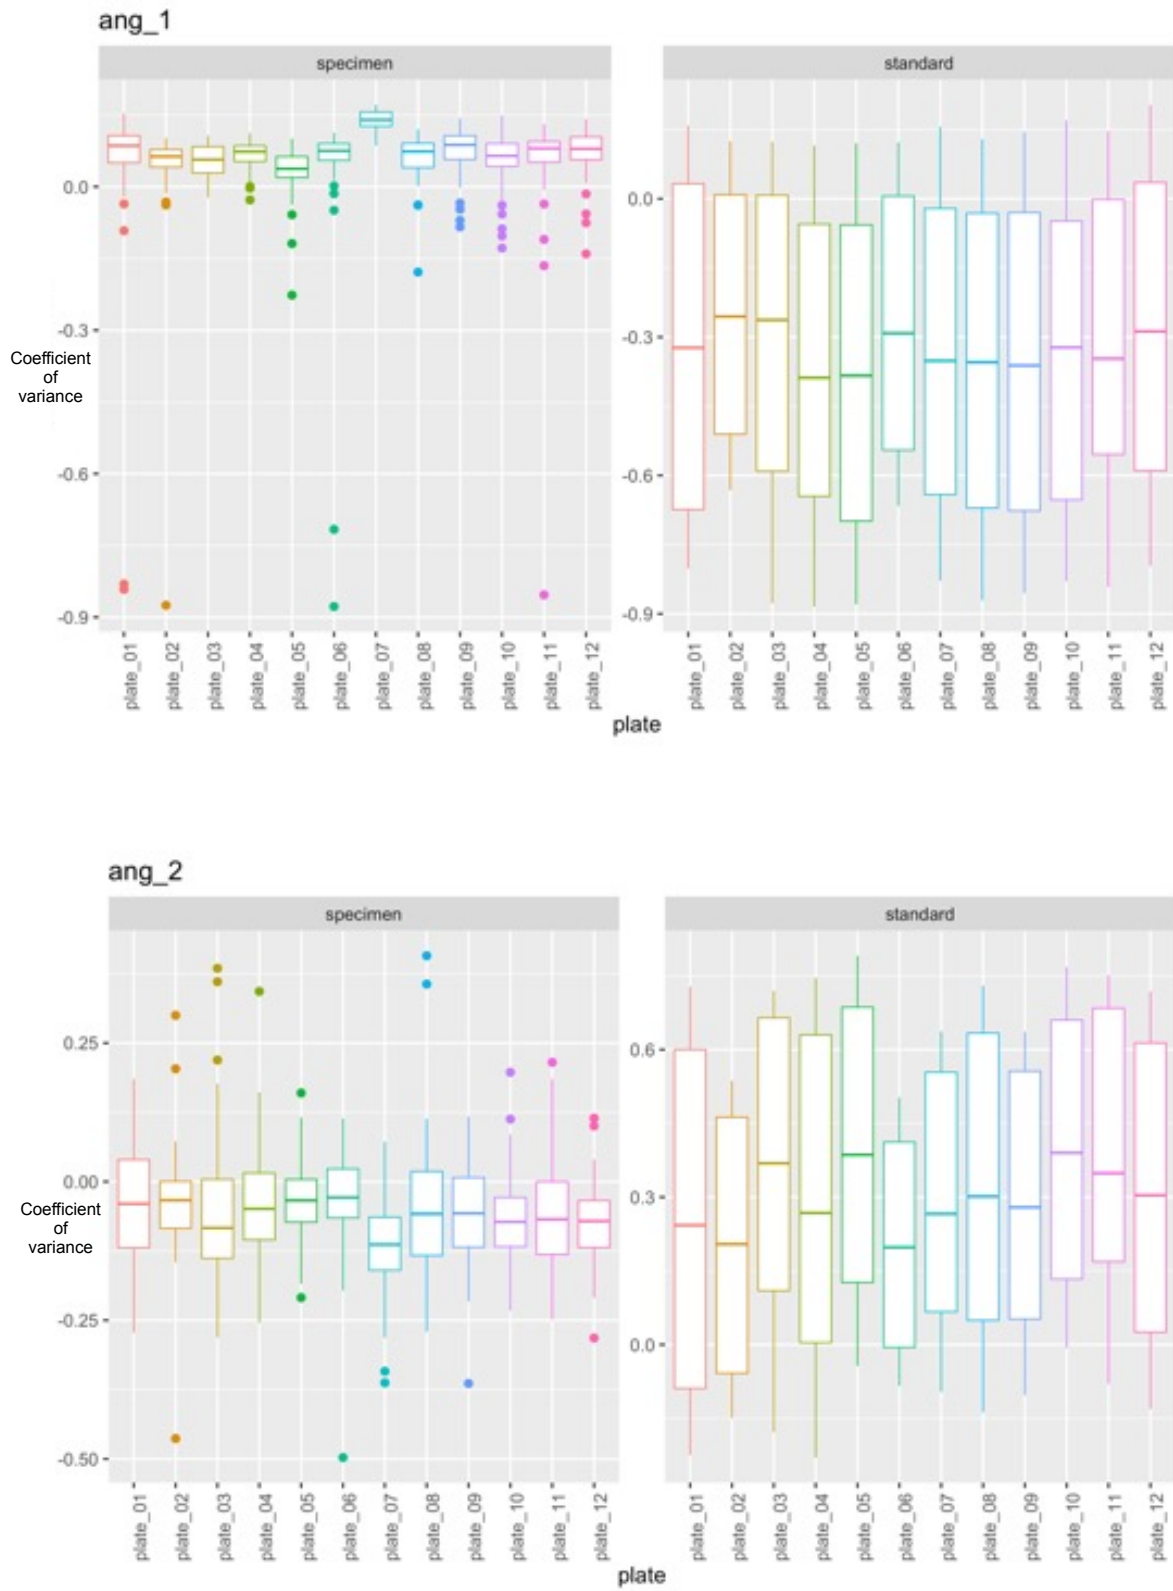 ang_1
specimen
standard
0.0
-0.3
-0.6
-0.9
Coefficient
of
variance
0.0
-0.3
-0.6
-0.9
plate_01
plate_02
plate_03
plate_04
plate_05
plate_06
plate_07
plate_08
plate_09
plate_10
plate_11
plate_12
plate_01
plate_02
plate_03
plate_04
plate_05
plate_06
plate_07
plate_08
plate_09
plate_10
plate_11
plate_12
plate
ang_2
specimen
standard
0.25
0.00
-0.25
-0.50
Coefficient
of
variance
0.6
0.3
0.0
plate_01
plate_02
plate_03
plate_04
plate_05
plate_06
plate_07
plate_08
plate_09
plate_10
plate_11
plate_12
plate_01
plate_02
plate_03
plate_04
plate_05
plate_06
plate_07
plate_08
plate_09
plate_10
plate_11
plate_12
plate